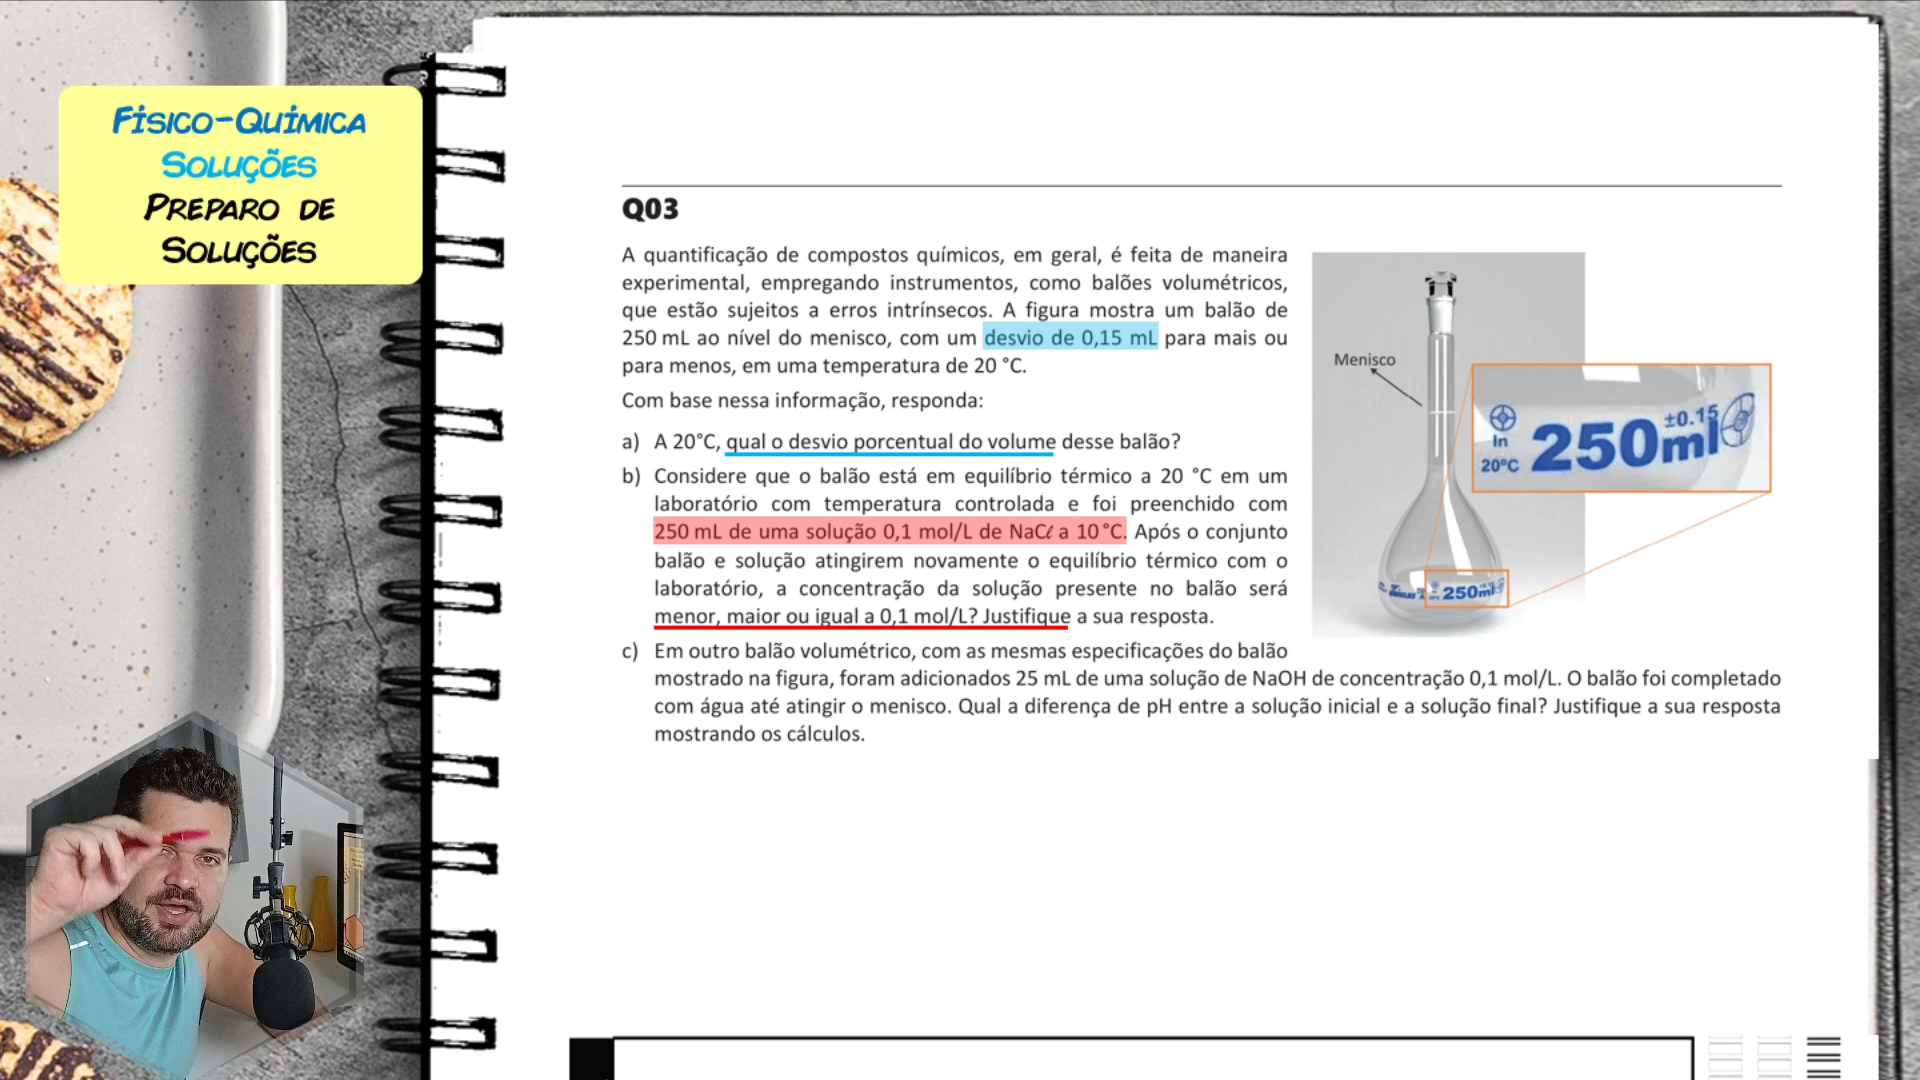 Físico-Química
Soluções
Preparo de
Soluções
Q03
A quantificação de compostos químicos, em geral, é feita de maneira
experimental, empregando instrumentos, como balões volumétricos,
que estão sujeitos a erros intrínsecos. A figura mostra um balão de
250 mL ao nível do menisco, com um desvio de 0,15 mL para mais ou
para menos, em uma temperatura de 20 °C.
Com base nessa informação, responda:
a) A 20°C, qual o desvio porcentual do volume desse balão?
b) Considere que o balão está em equilíbrio térmico a 20 °C em um
laboratório com temperatura controlada e foi preenchido com
250 mL de uma solução 0,1 mol/L de NaCℓ a 10 °C. Após o conjunto
balão e solução atingirem novamente o equilíbrio térmico com o
laboratório, a concentração da solução presente no balão será
menor, maior ou igual a 0,1 mol/L? Justifique a sua resposta.
c) Em outro balão volumétrico, com as mesmas especificações do balão
mostrado na figura, foram adicionados 25 mL de uma solução de NaOH de concentração 0,1 mol/L. O balão foi completado
com água até atingir o menisco. Qual a diferença de pH entre a solução inicial e a solução final? Justifique a sua resposta
mostrando os cálculos.
Menisco
In
20°C
250ml
±0.15
250ml